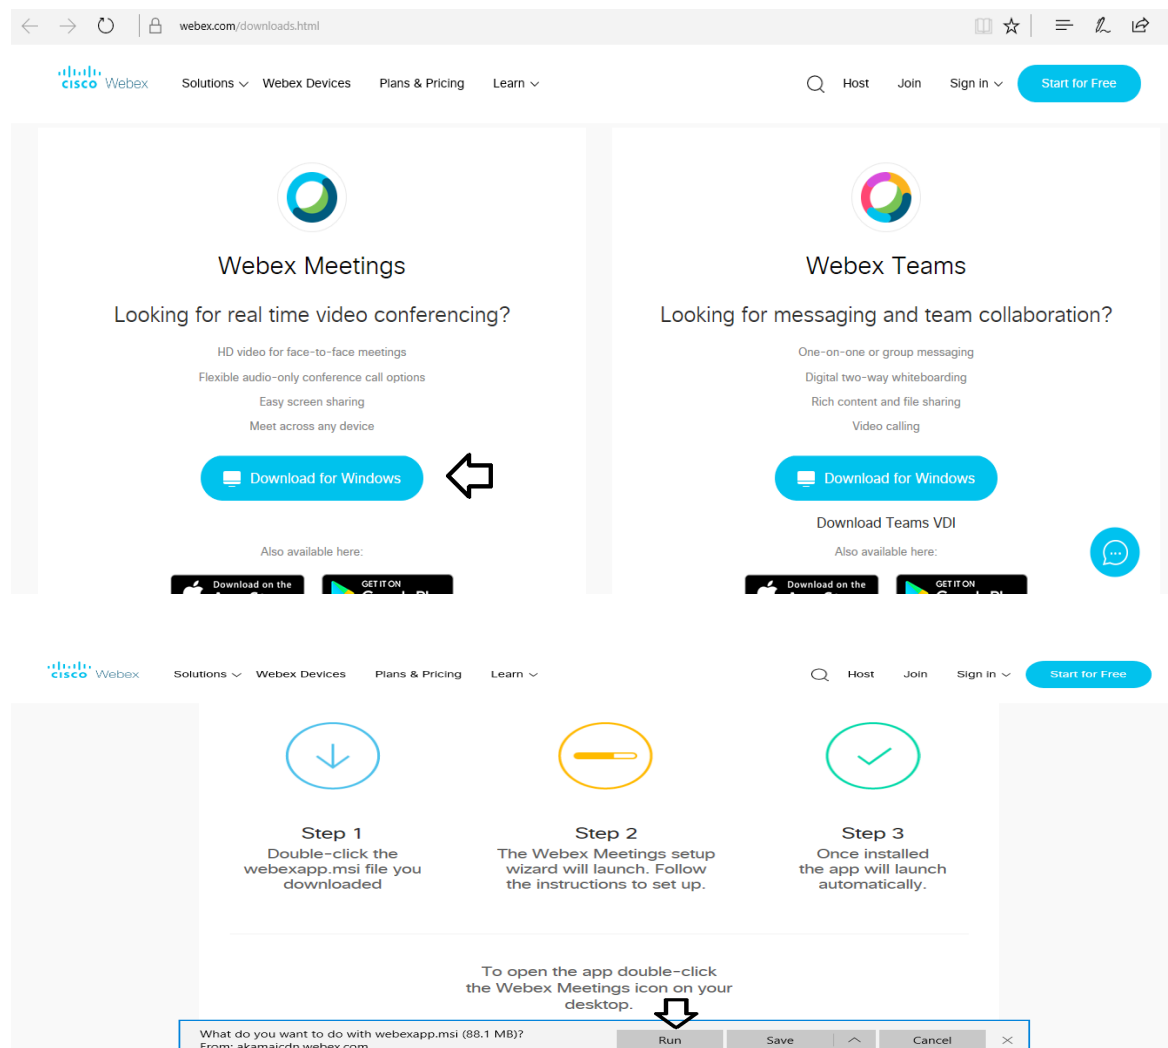 webex.com/downloads.html
CISCO Webex Solutions Webex Devices Plans & Pricing Learn Host Join Sign in Start for Free
Webex Meetings
Looking for real time video conferencing?
HD video for face-to-face meetings
Flexible audio-only conference call options
Easy screen sharing
Meet across any device
Download for Windows
Also available here:
Download on the
GET IT ON
Webex Teams
Looking for messaging and team collaboration?
One-on-one or group messaging
Digital two-way whiteboarding
Rich content and file sharing
Video calling
Download for Windows
Download Teams VDI
Also available here:
Download on the
GET IT ON
CISCO Webex Solutions Webex Devices Plans & Pricing Learn Host Join Sign in Start for Free
Step 1
Double-click the
webexapp.msi file you
downloaded
Step 2
The Webex Meetings setup
wizard will launch. Follow
the instructions to set up.
Step 3
Once installed
the app will launch
automatically.
To open the app double-click
the Webex Meetings icon on your
desktop.
What do you want to do with webexapp.msi (88.1 MB)?
From: akamaicdn.webex.com
Run Save Cancel